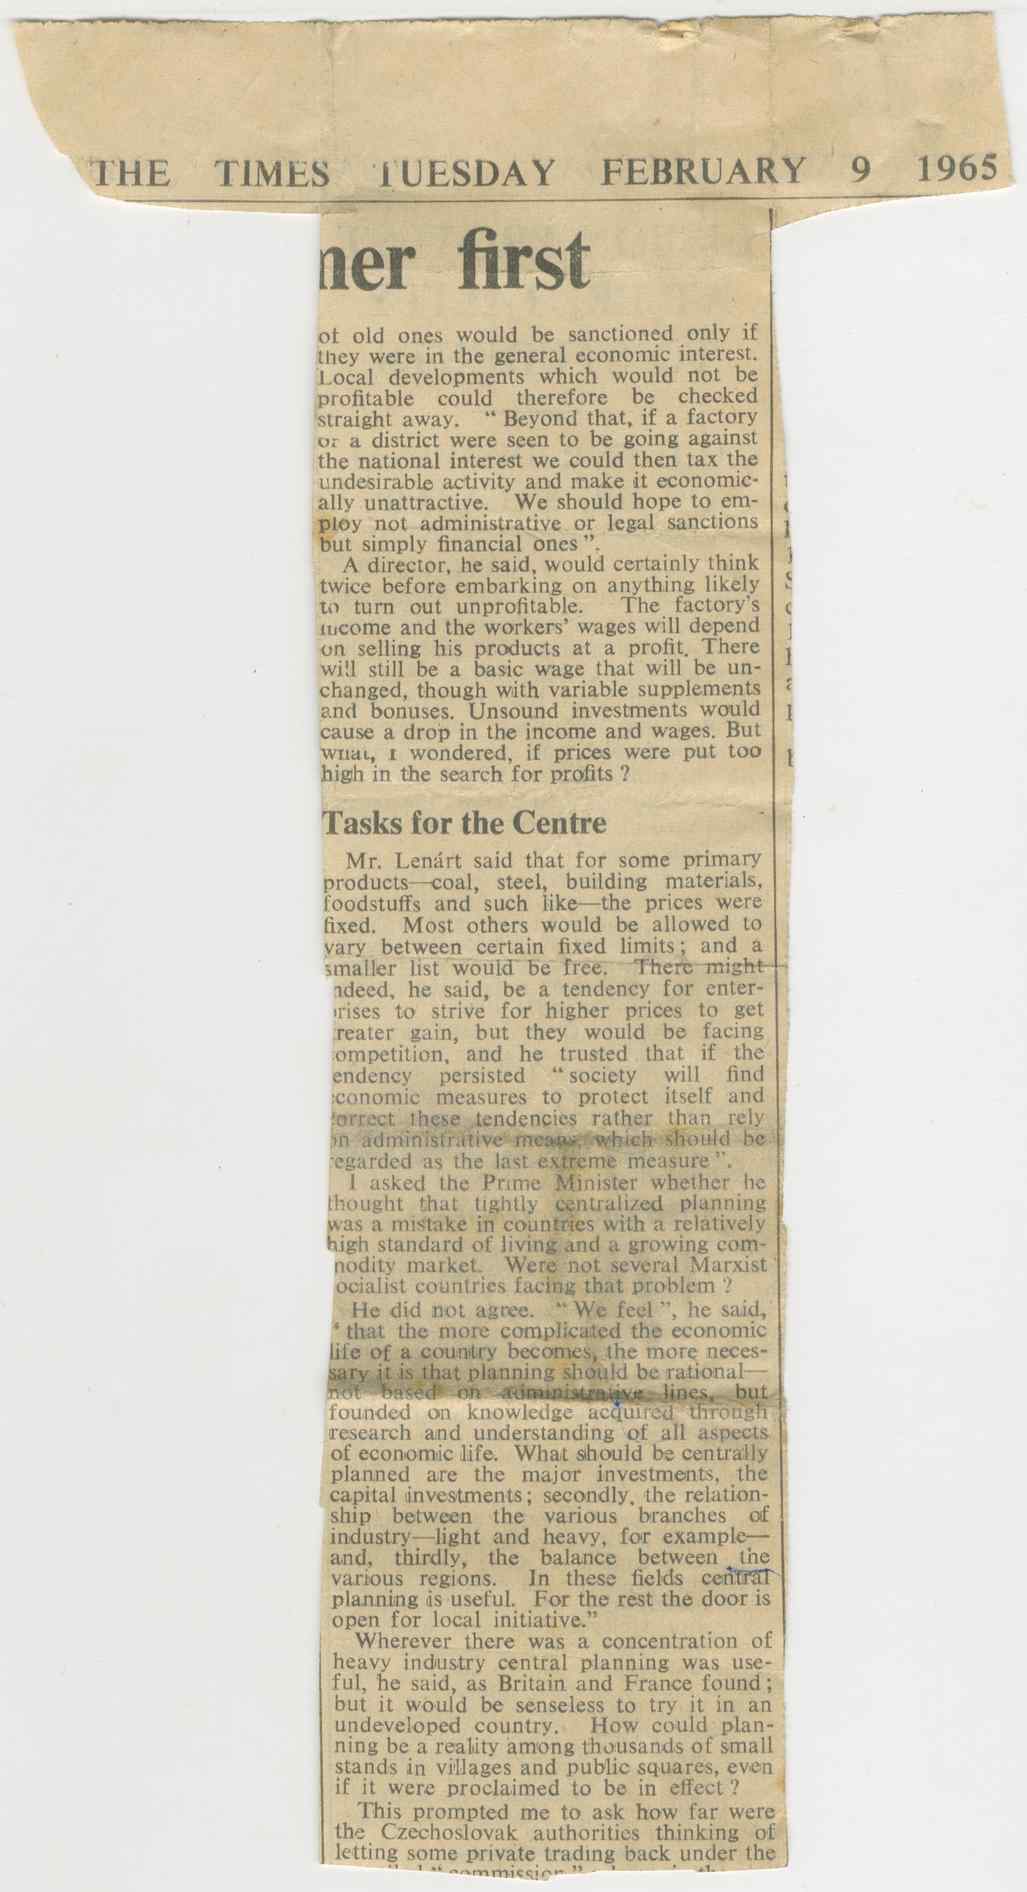 THE TIMES TUESDAY FEBRUARY 9 1965
ner first
of old ones would be sanctioned only if
they were in the general economic interest.
Local developments which would not be
profitable could therefore be checked
straight away. “ Beyond that, if a factory
or a district were seen to be going against
the national interest we could then tax the
undesirable activity and make it economic-
ally unattractive. We should hope to em-
ploy not administrative or legal sanctions
but simply financial ones ”.
A director, he said, would certainly think
twice before embarking on anything likely
to turn out unprofitable. The factory's
income and the workers' wages will depend
on selling his products at a profit. There
will still be a basic wage that will be un-
changed, though with variable supplements
and bonuses. Unsound investments would
cause a drop in the income and wages. But
what, I wondered, if prices were put too
high in the search for profits ?
Tasks for the Centre
Mr. Lenárt said that for some primary
products—coal, steel, building materials,
foodstuffs and such like—the prices were
fixed. Most others would be allowed to
vary between certain fixed limits ; and a
smaller list would be free. There might
ndeed, he said, be a tendency for enter-
rises to strive for higher prices to get
reater gain, but they would be facing
ompetition, and he trusted that if the
endency persisted “ society will find
conomic measures to protect itself and
orrect these tendencies rather than rely
on administrative means, which should be
egarded as the last extreme measure ”.
I asked the Prime Minister whether he
thought that tightly centralized planning
was a mistake in countries with a relatively
high standard of living and a growing com-
modity market. Were not several Marxist
ocialist countries facing that problem ?
He did not agree. “ We feel ”, he said,
“ that the more complicated the economic
life of a country becomes, the more neces-
sary it is that planning should be rational—
not based on administrative lines, but
founded on knowledge acquired through
research and understanding of all aspects
of economic life. What should be centrally
planned are the major investments, the
capital investments ; secondly, the relation-
ship between the various branches of
industry—light and heavy, for example—
and, thirdly, the balance between the
various regions. In these fields central
planning is useful. For the rest the door is
open for local initiative.”
Wherever there was a concentration of
heavy industry central planning was use-
ful, he said, as Britain and France found ;
but it would be senseless to try it in an
undeveloped country. How could plan-
ning be a reality among thousands of small
stands in villages and public squares, even
if it were proclaimed to be in effect ?
This prompted me to ask how far were
the Czechoslovak authorities thinking of
letting some private trading back under the
“ commission ”